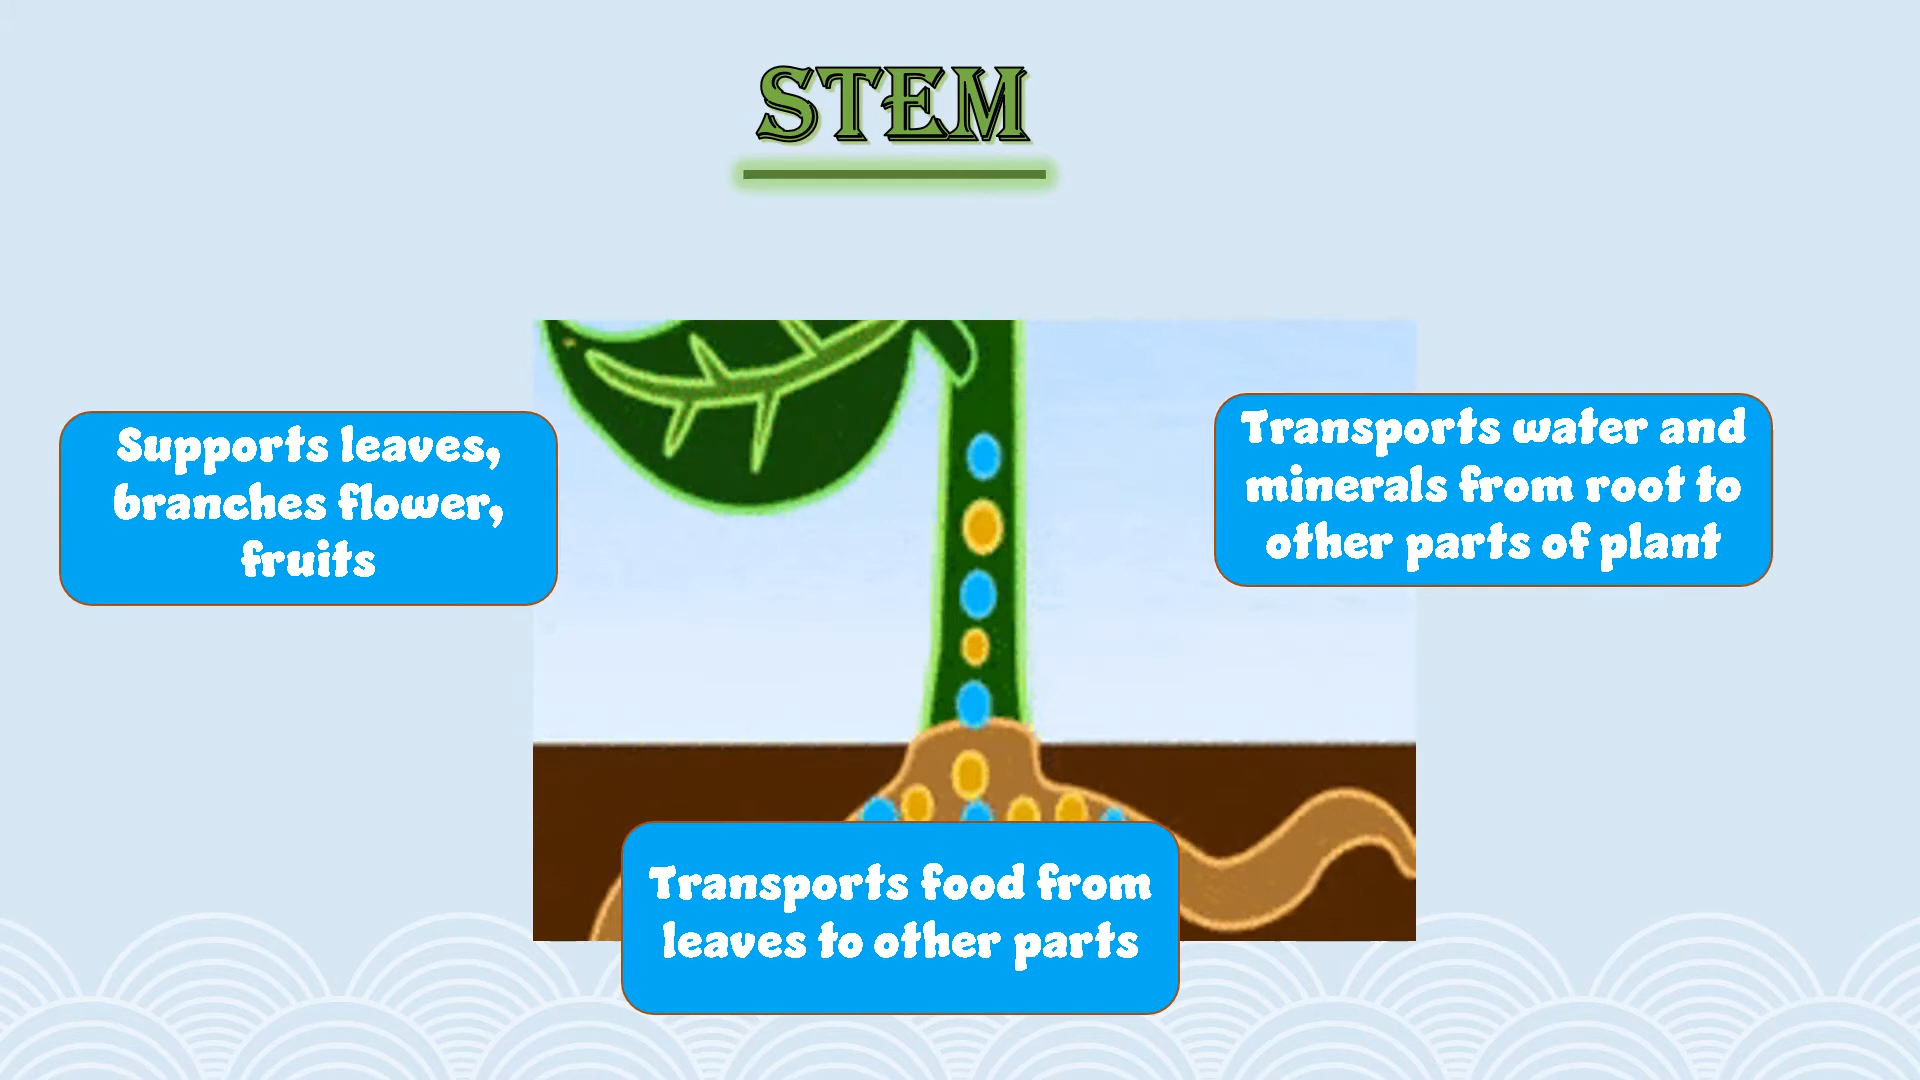 STEM
Supports leaves,
branches flower,
fruits
Transports water and
minerals from root to
other parts of plant
Transports food from
leaves to other parts